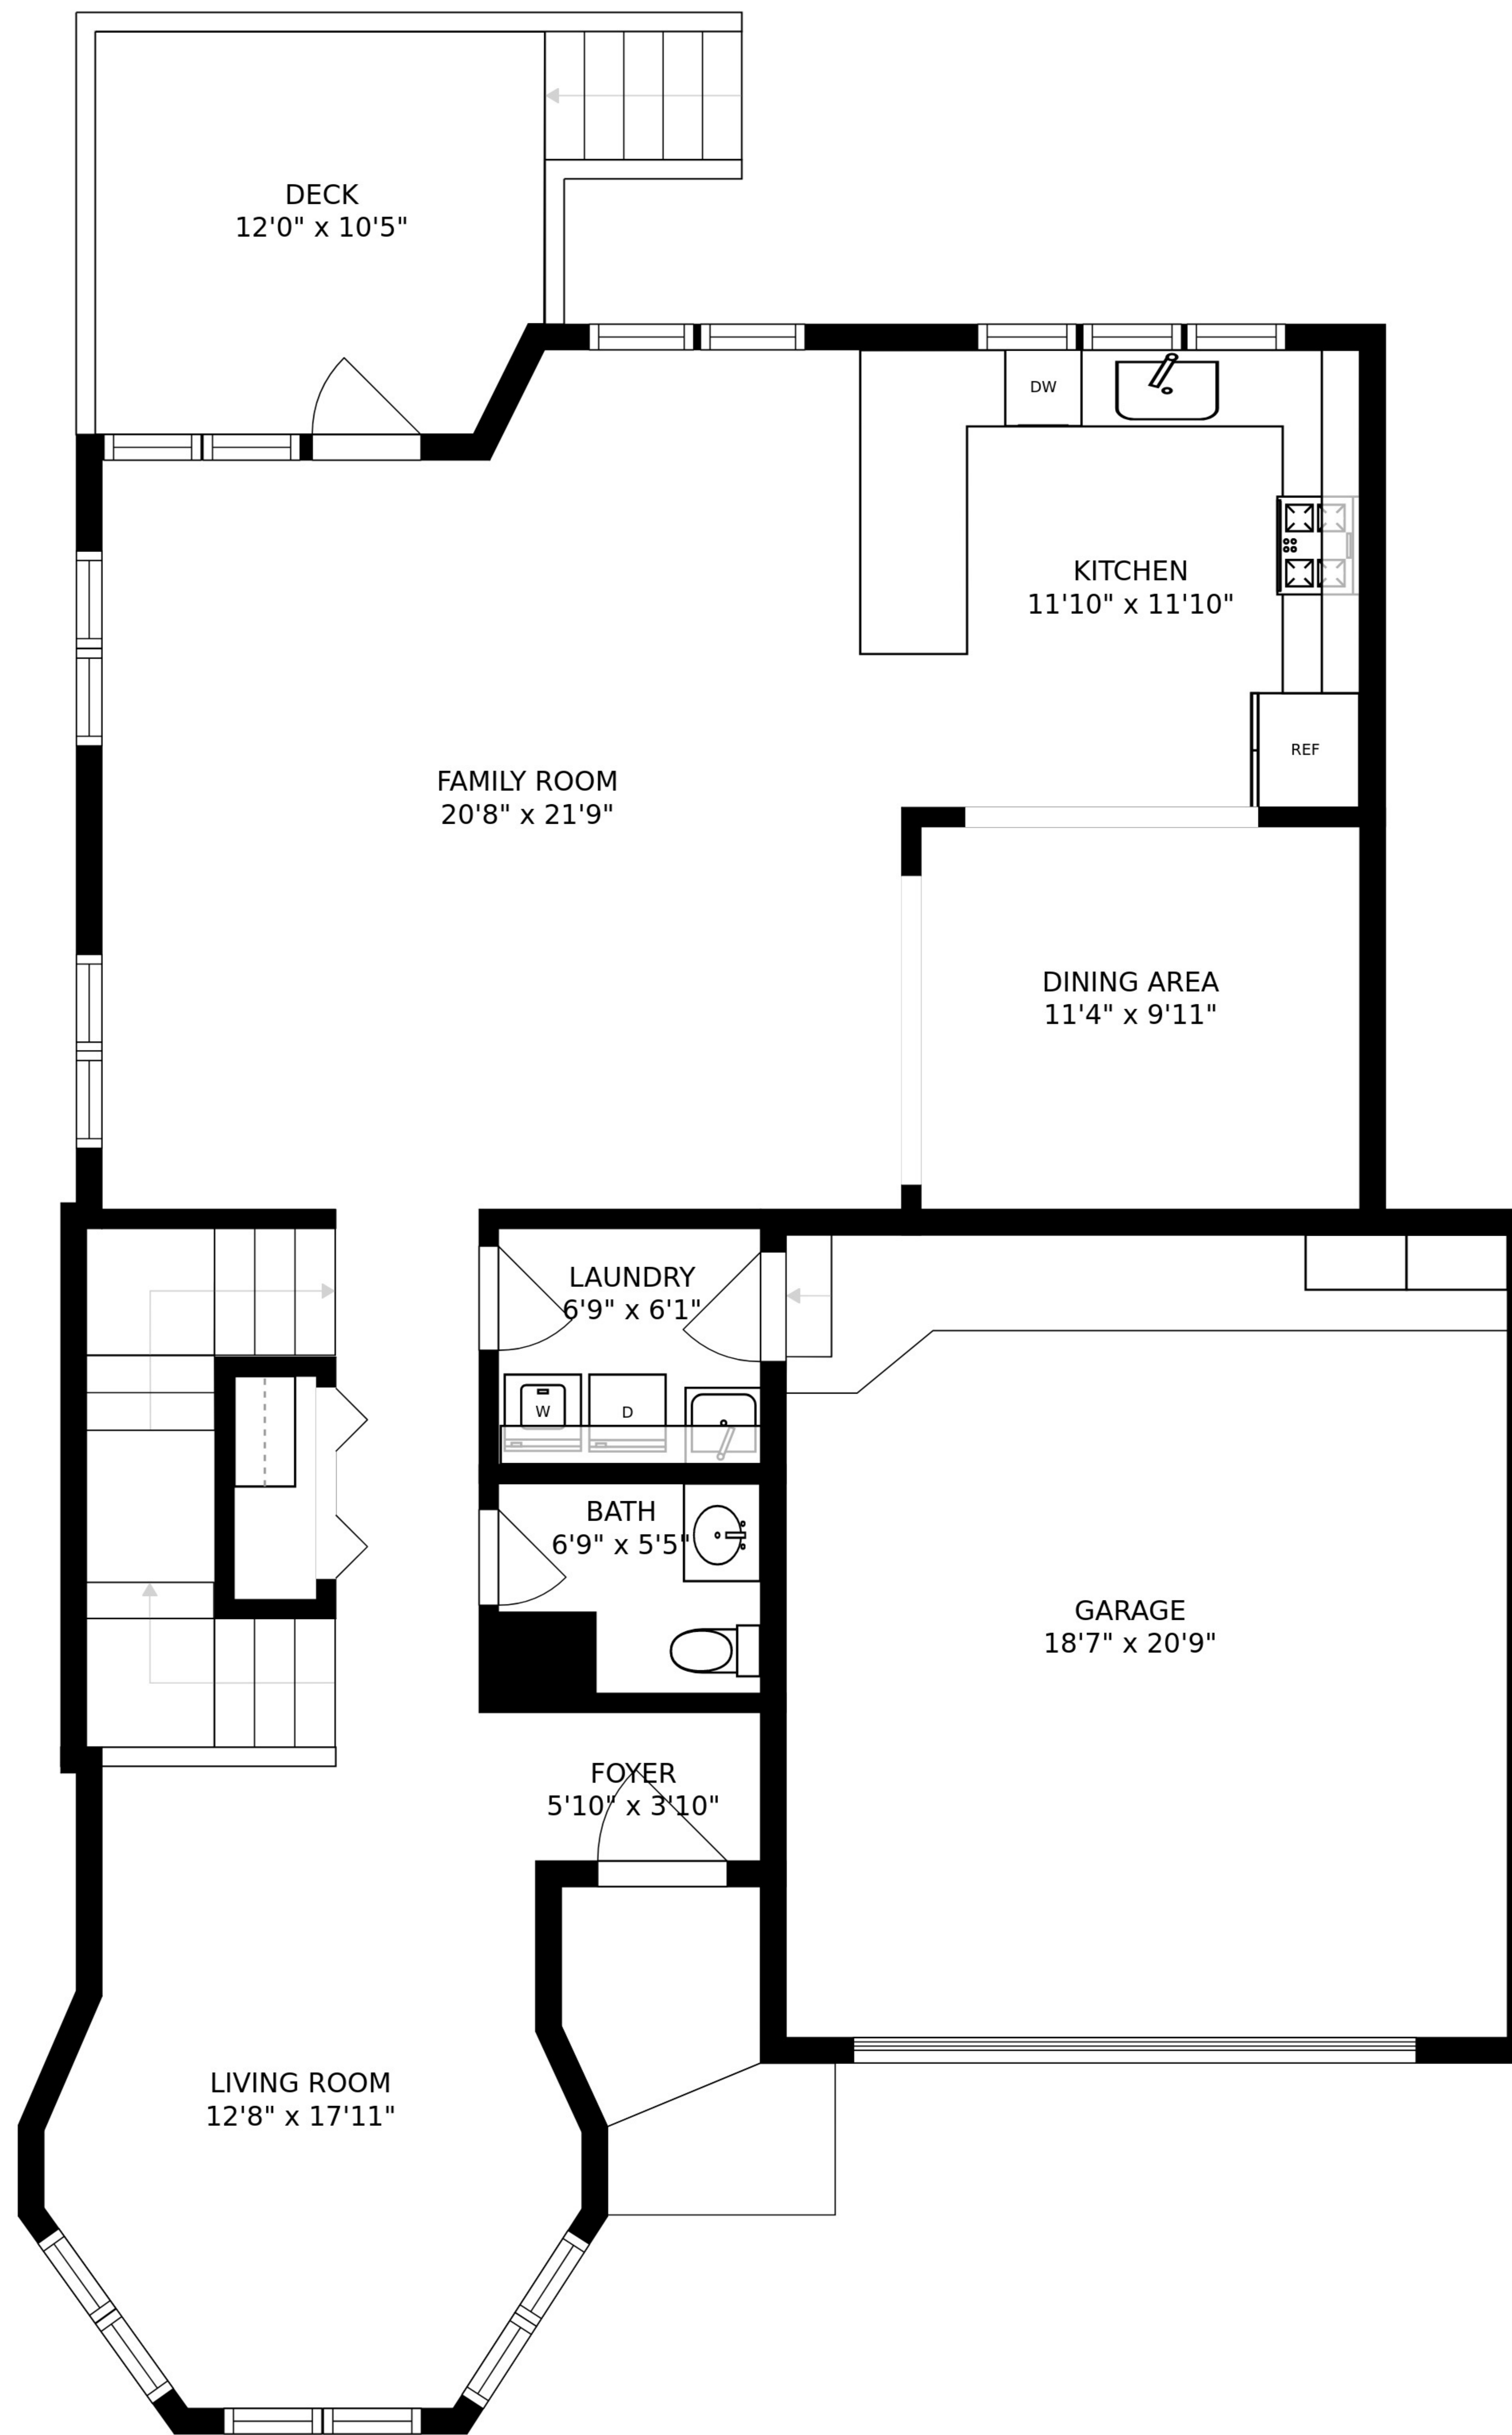 DECK
12'0" x 10'5"
DW
KITCHEN
11'10" x 11'10"
REF
FAMILY ROOM
20'8" x 21'9"
DINING AREA
11'4" x 9'11"
LAUNDRY
6'9" x 6'1"
W
D
BATH
6'9" x 5'5"
GARAGE
18'7" x 20'9"
FOYER
5'10" x 3'10"
LIVING ROOM
12'8" x 17'11"